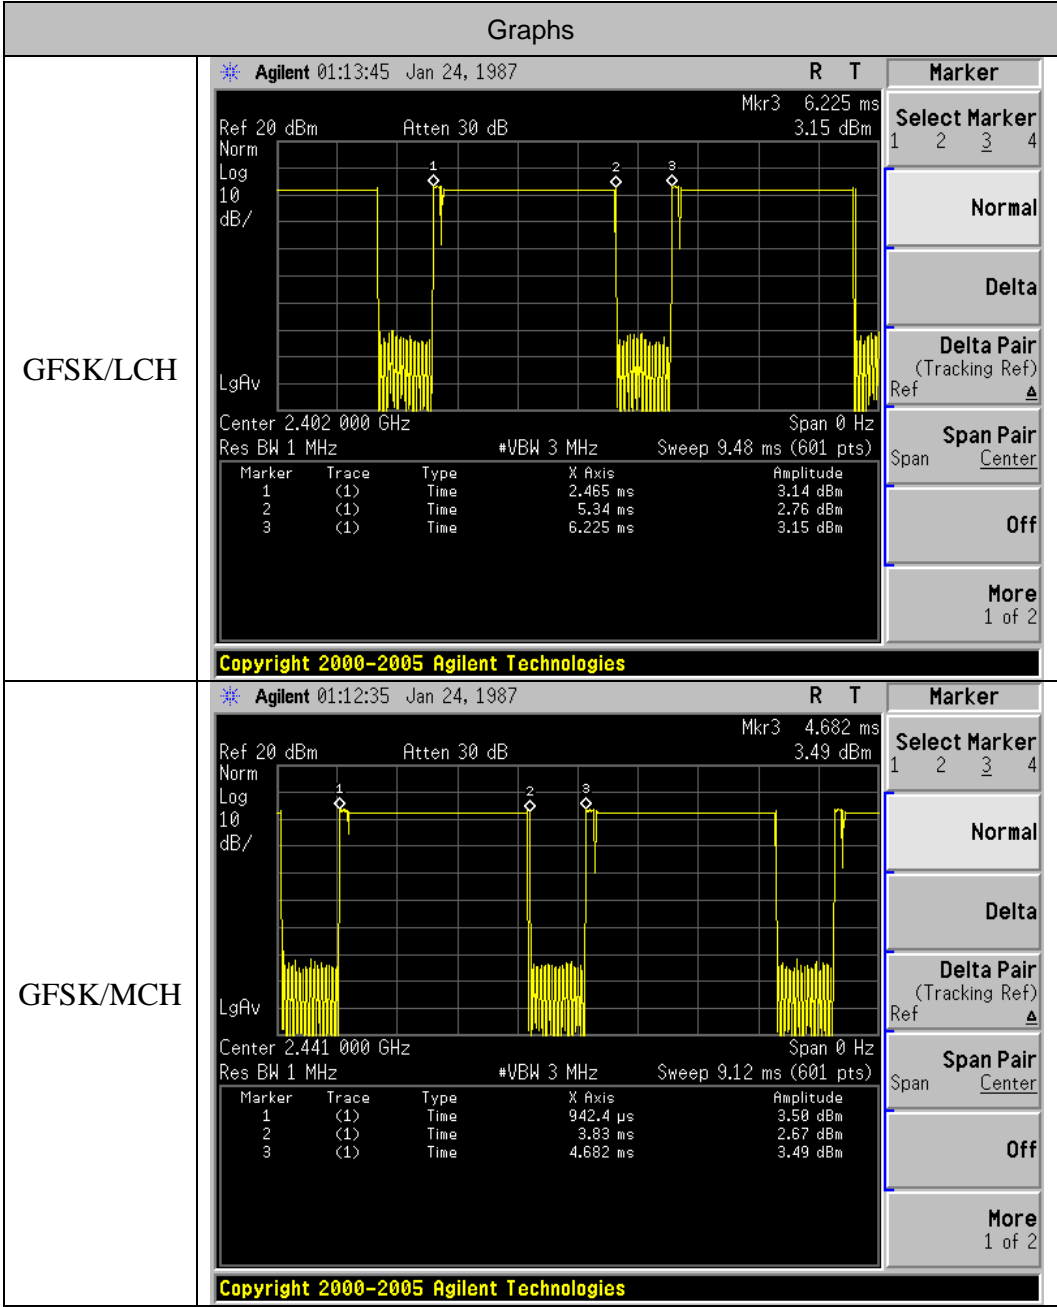 Graphs
GFSK/LCH
Agilent 01:13:45 Jan 24, 1987 R T
Mkr3 6.225 ms
Ref 20 dBm Atten 30 dB 3.15 dBm
Norm
Log
10
dB/
1 2 3
LgAv
Center 2.402 000 GHz Span 0 Hz
Res BW 1 MHz #VBW 3 MHz Sweep 9.48 ms (601 pts)
Marker Trace Type X Axis Amplitude
1 (1) Time 2.465 ms 3.14 dBm
2 (1) Time 5.34 ms 2.76 dBm
3 (1) Time 6.225 ms 3.15 dBm
Copyright 2000-2005 Agilent Technologies
Marker
Select Marker
1 2 3 4
Normal
Delta
Delta Pair
(Tracking Ref)
Ref Δ
Span Pair
Span Center
Off
More
1 of 2
GFSK/MCH
Agilent 01:12:35 Jan 24, 1987 R T
Mkr3 4.682 ms
Ref 20 dBm Atten 30 dB 3.49 dBm
Norm
Log
10
dB/
1 2 3
LgAv
Center 2.441 000 GHz Span 0 Hz
Res BW 1 MHz #VBW 3 MHz Sweep 9.12 ms (601 pts)
Marker Trace Type X Axis Amplitude
1 (1) Time 942.4 µs 3.50 dBm
2 (1) Time 3.83 ms 2.67 dBm
3 (1) Time 4.682 ms 3.49 dBm
Copyright 2000-2005 Agilent Technologies
Marker
Select Marker
1 2 3 4
Normal
Delta
Delta Pair
(Tracking Ref)
Ref Δ
Span Pair
Span Center
Off
More
1 of 2